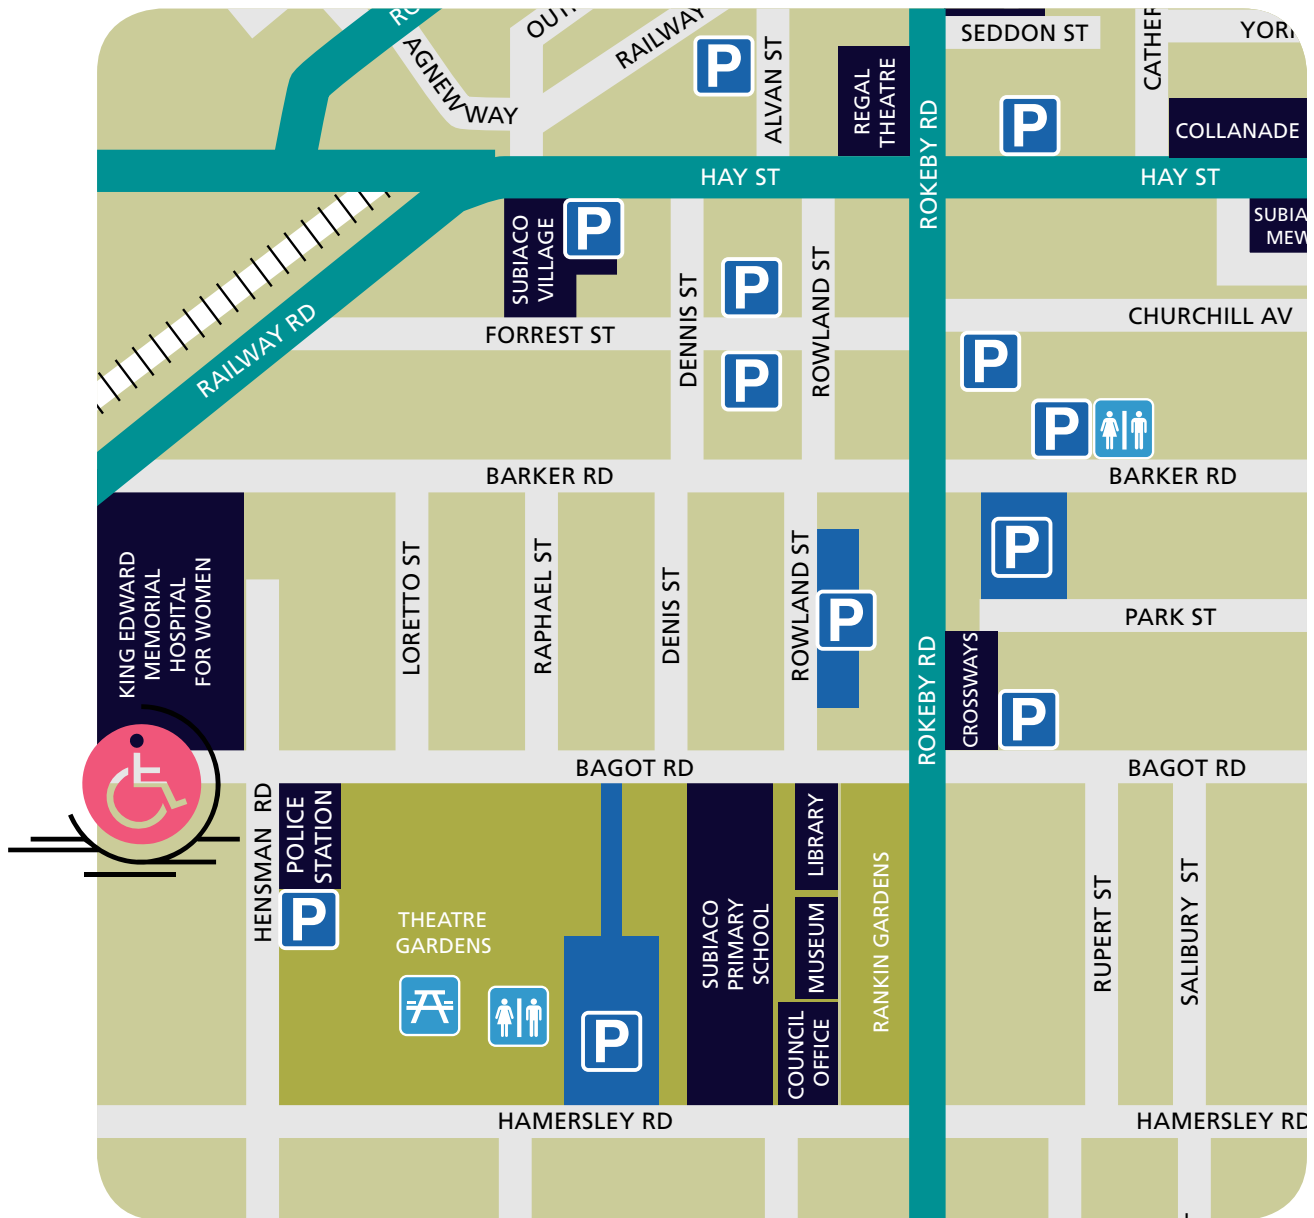 RO
OUT
RAILWAY
AGNEW WAY
P
ALVAN ST
REGAL
THEATRE
ROKEBY RD
SEDDON ST
CATHER
YOR
P
COLLANADE
HAY ST
HAY ST
SUBIACO
VILLAGE
P
DENNIS ST
P
ROWLAND ST
SUBIA
MEW
RAILWAY RD
FORREST ST
CHURCHILL AV
P
P
P
BARKER RD
BARKER RD
KING EDWARD
MEMORIAL
HOSPITAL
FOR WOMEN
LORETTO ST
RAPHAEL ST
DENIS ST
ROWLAND ST
P
P
PARK ST
ROKEBY RD
CROSSWAYS
P
BAGOT RD
BAGOT RD
HENSMAN RD
POLICE
STATION
P
THEATRE
GARDENS
P
SUBIACO
PRIMARY
SCHOOL
LIBRARY
MUSEUM
COUNCIL
OFFICE
RANKIN GARDENS
RUPERT ST
SALIBURY ST
HAMERSLEY RD
HAMERSLEY RD